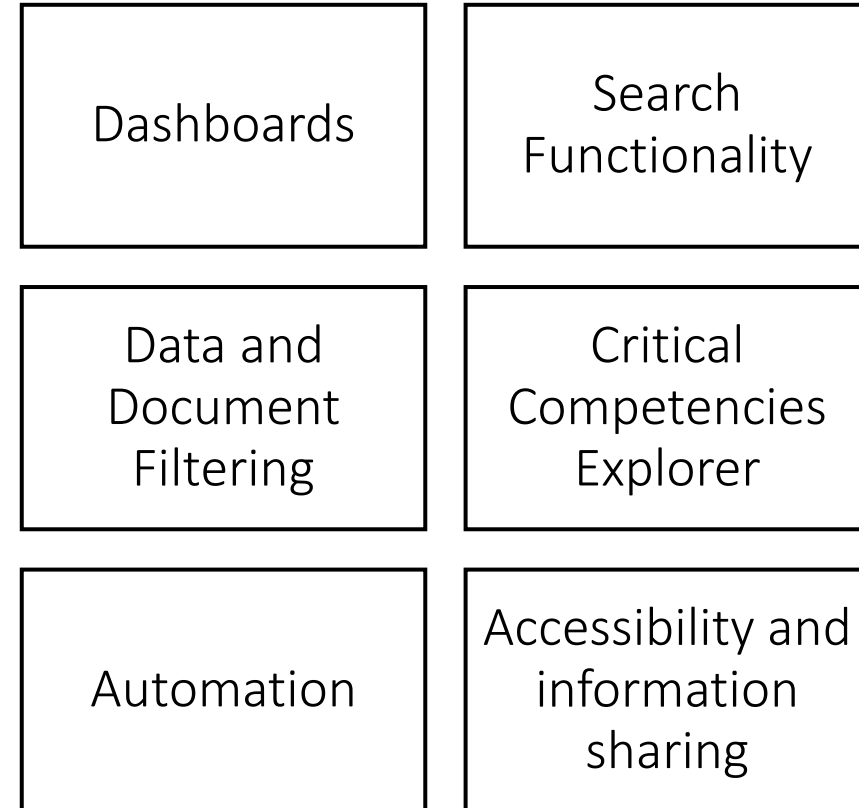 Dashboards
Search
Functionality
Data and
Document
Filtering
Critical
Competencies
Explorer
Automation
Accessibility and
information
sharing